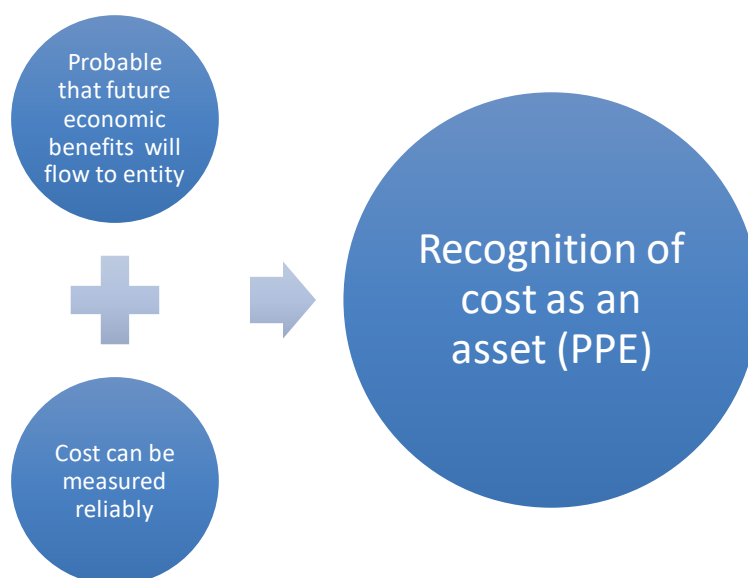 Probable
that future
economic
benefits will
flow to entity
Cost can be
measured
reliably
Recognition of
cost as an
asset (PPE)